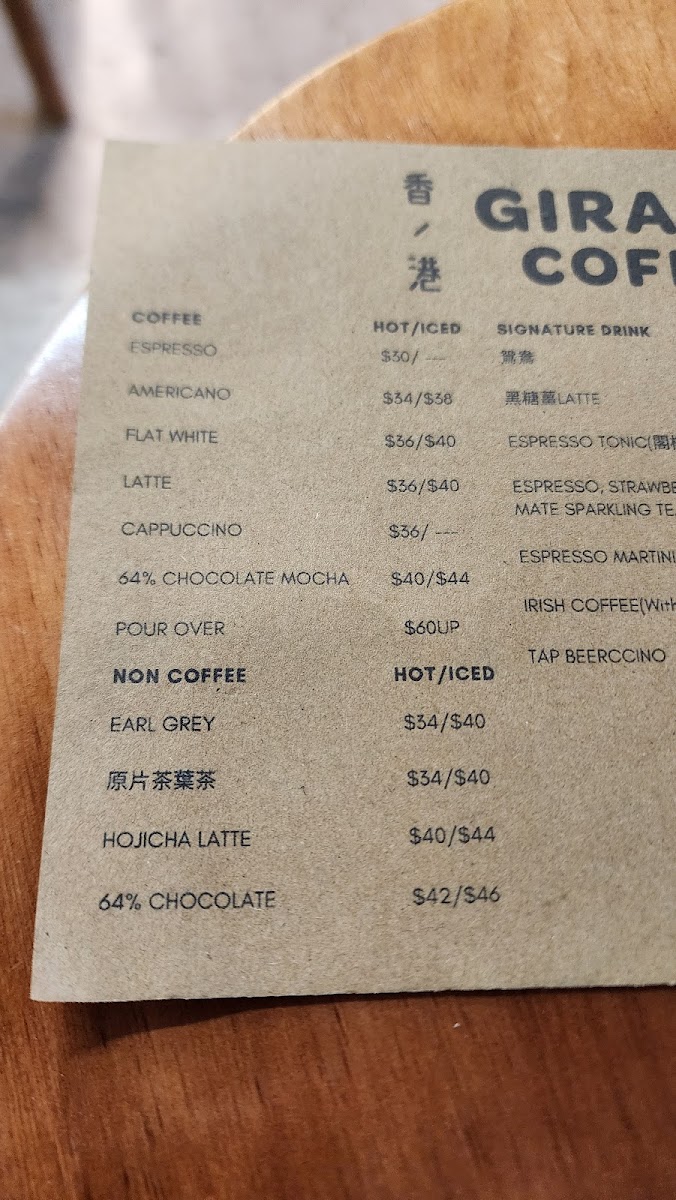 香港
GIRA
COFF
COFFEE HOT/ICED
ESPRESSO $30/ ---
AMERICANO $34/$38
FLAT WHITE $36/$40
LATTE $36/$40
CAPPUCCINO $36/ ---
64% CHOCOLATE MOCHA $40/$44
POUR OVER $60UP
NON COFFEE HOT/ICED
EARL GREY $34/$40
原片茶葉茶 $34/$40
HOJICHA LATTE $40/$44
64% CHOCOLATE $42/$46
SIGNATURE DRINK
鴛鴦
黑糖薑LATTE
ESPRESSO TONIC(
ESPRESSO, STRAWBE
MATE SPARKLING TE
ESPRESSO MARTINI
IRISH COFFEE(With
TAP BEERCCINO